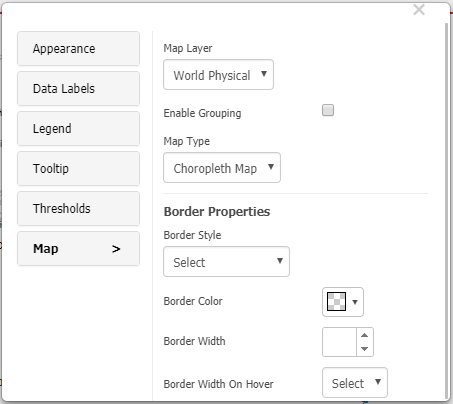 Appearance
Data Labels
Legend
Tooltip
Thresholds
Map >
Map Layer
World Physical
Enable Grouping
Map Type
Choropleth Map
Border Properties
Border Style
Select
Border Color
Border Width
Border Width On Hover
Select